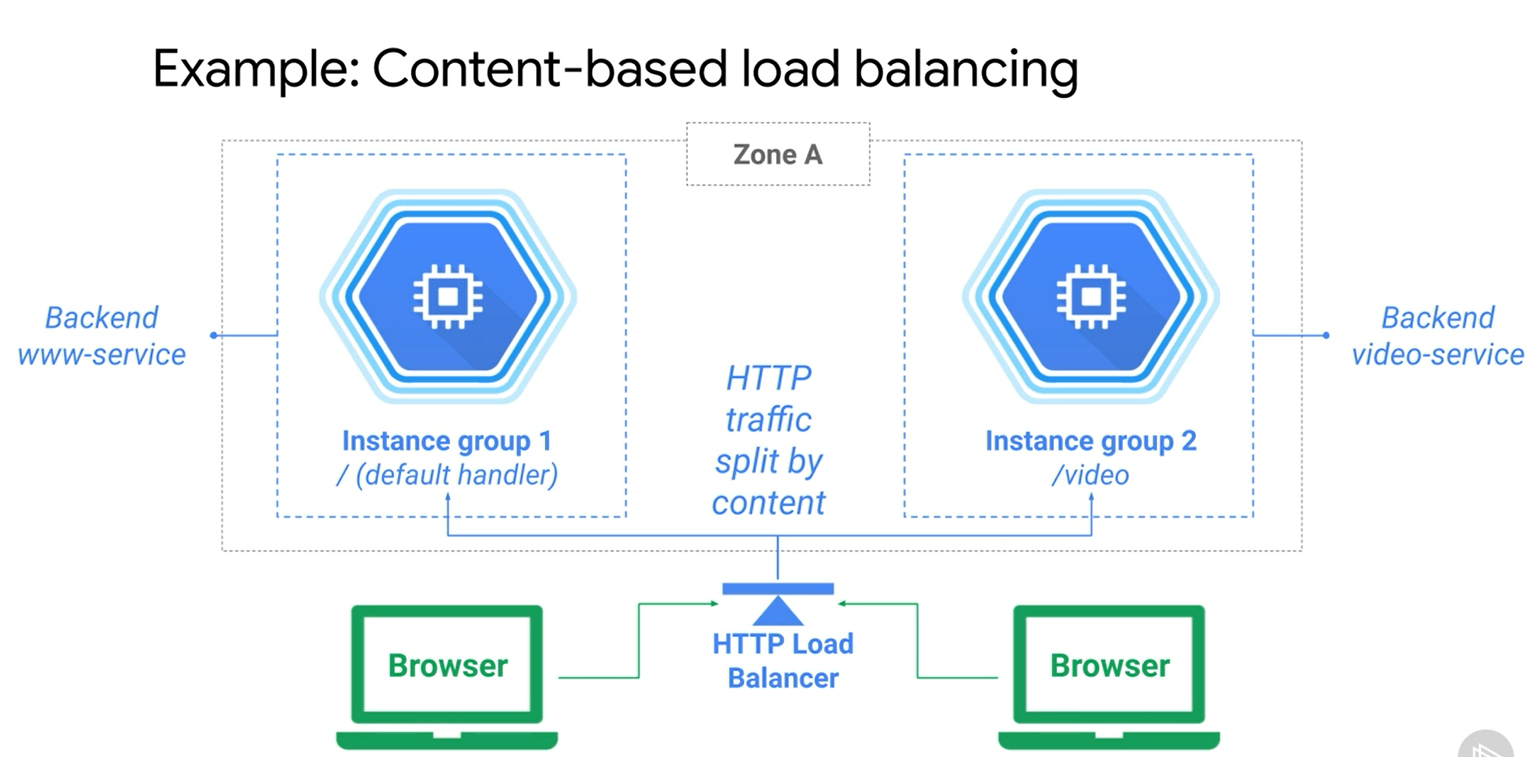 Example: Content-based load balancing
Zone A
Backend
www-service
Instance group 1
/ (default handler)
HTTP
traffic
split by
content
Instance group 2
/video
Backend
video-service
Browser
HTTP Load
Balancer
Browser